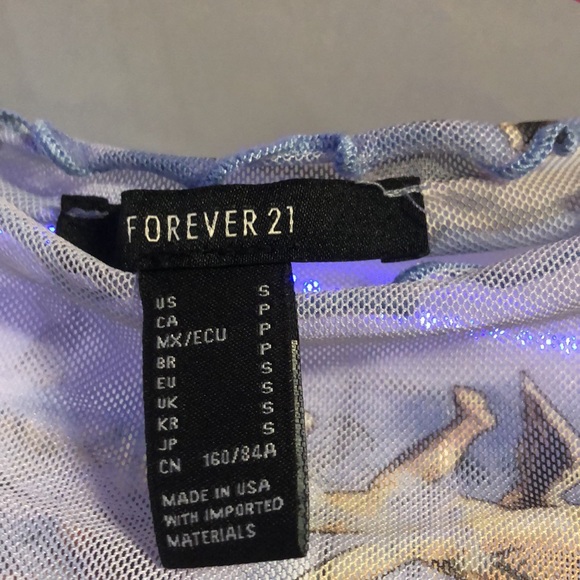 FOREVER 21
US S
CA P
MX/ECU P
BR P
EU S
UK S
KR S
JP S
CN 160/84A
MADE IN USA
WITH IMPORTED
MATERIALS